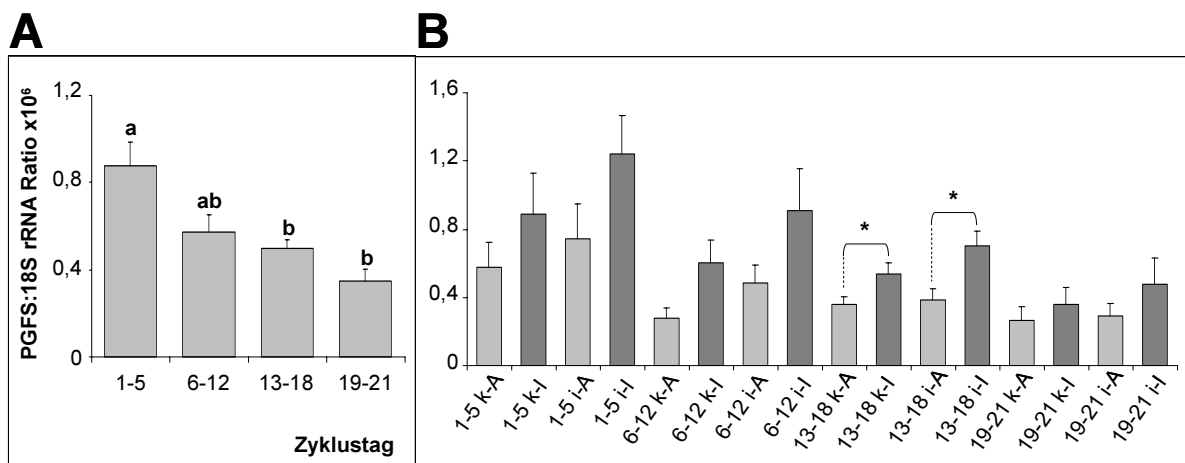 A
B
PGFS:18S rRNA Ratio x10⁶
1,2
0,8
0,4
0
a
ab
b
b
1-5 6-12 13-18 19-21
Zyklustag
1,6
1,2
0,8
0,4
0
*
*
1-5 k-A
1-5 k-I
1-5 i-A
1-5 i-I
6-12 k-A
6-12 k-I
6-12 i-A
6-12 i-I
13-18 k-A
13-18 k-I
13-18 i-A
13-18 i-I
19-21 k-A
19-21 k-I
19-21 i-A
19-21 i-I